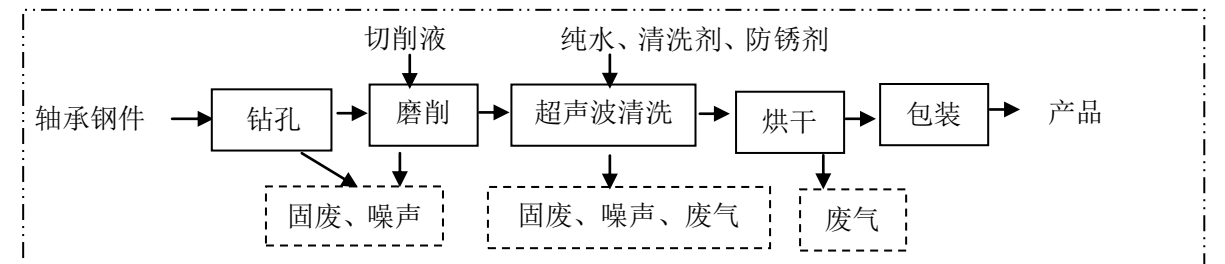 切削液
纯水、清洗剂、防锈剂
轴承钢件
钻孔
磨削
超声波清洗
烘干
包装
产品
固废、噪声
固废、噪声、废气
废气